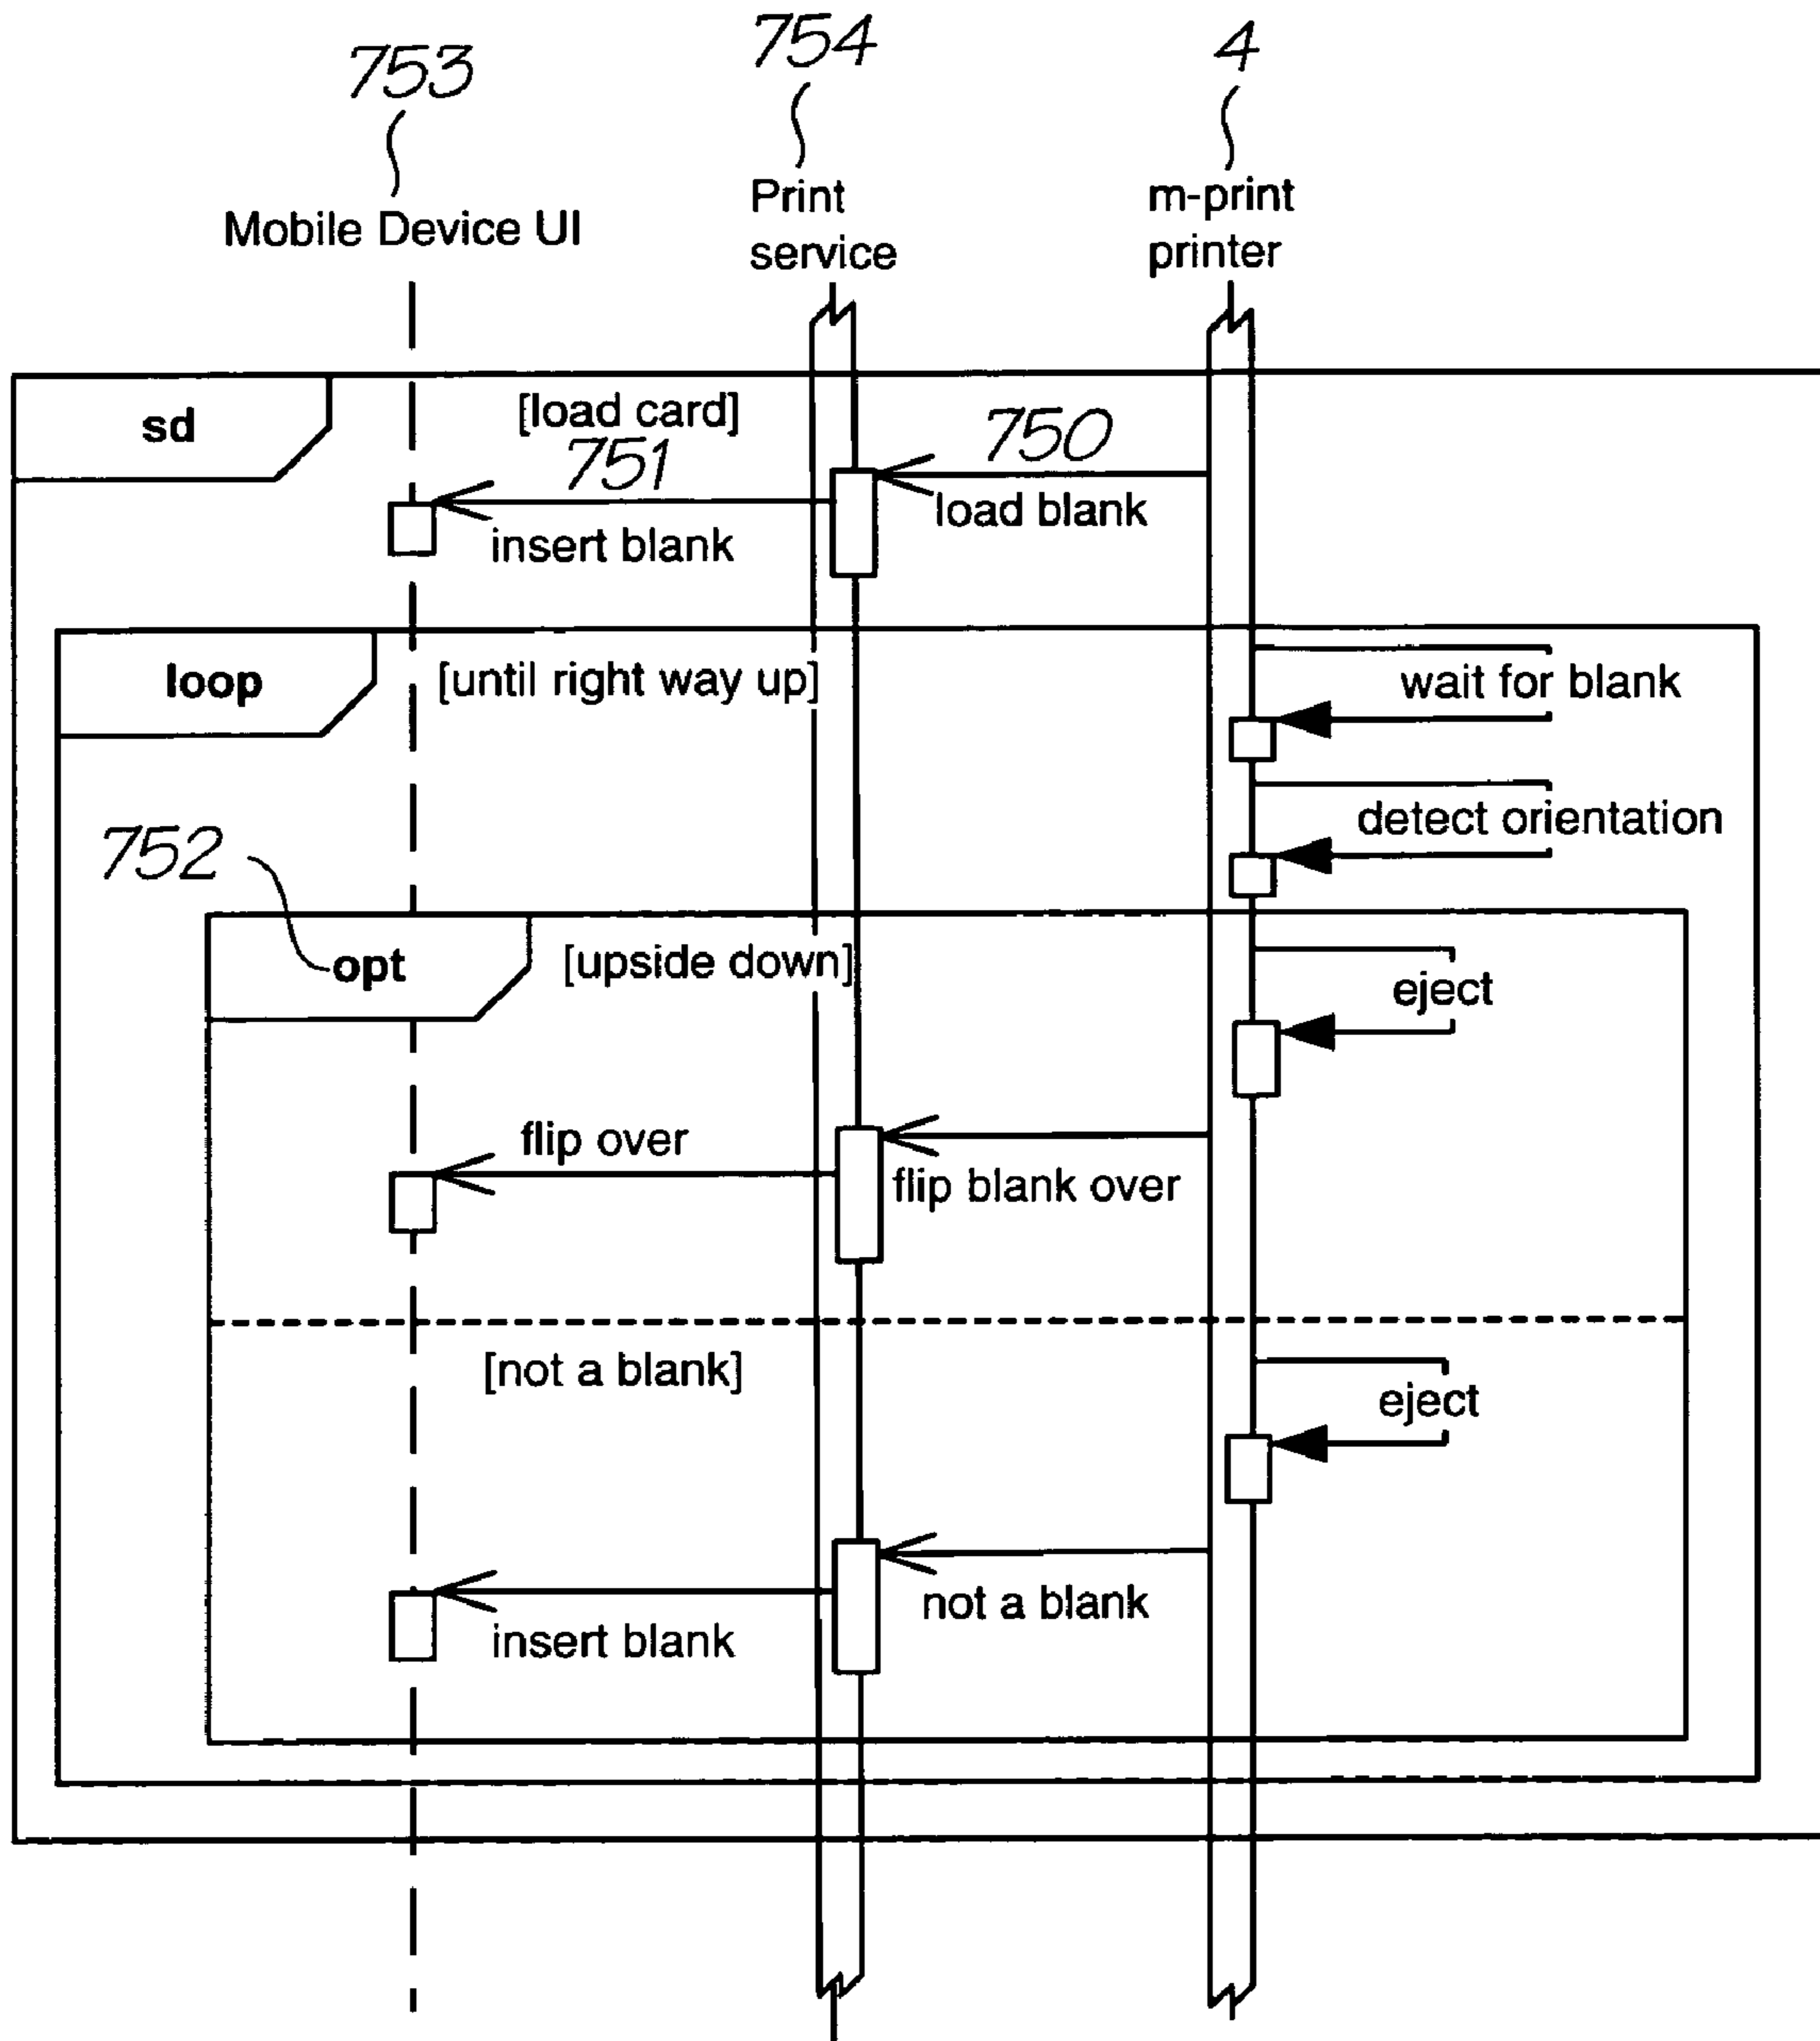 753
754
4
Mobile Device UI
Print
service
m-print
printer
sd
[load card]
751
750
insert blank
load blank
loop
[until right way up]
wait for blank
detect orientation
752
opt
[upside down]
eject
flip over
flip blank over
[not a blank]
eject
not a blank
insert blank